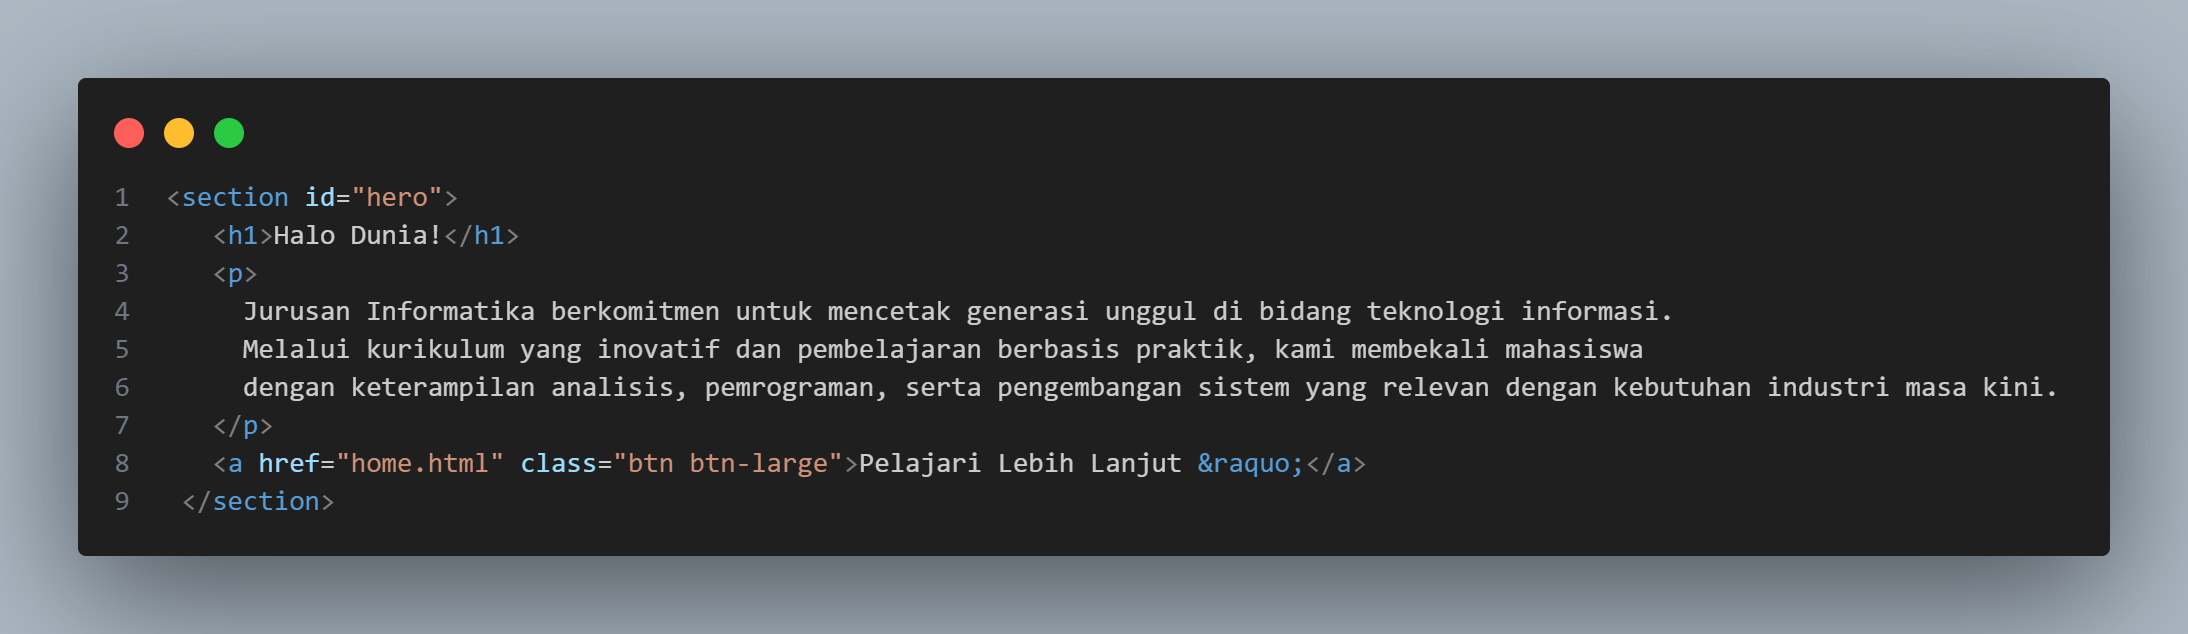 1 <section id="hero">
2 <h1>Halo Dunia!</h1>
3 <p>
4 Jurusan Informatika berkomitmen untuk mencetak generasi unggul di bidang teknologi informasi.
5 Melalui kurikulum yang inovatif dan pembelajaran berbasis praktik, kami membekali mahasiswa
6 dengan keterampilan analisis, pemrograman, serta pengembangan sistem yang relevan dengan kebutuhan industri masa kini.
7 </p>
8 <a href="home.html" class="btn btn-large">Pelajari Lebih Lanjut &raquo;</a>
9 </section>